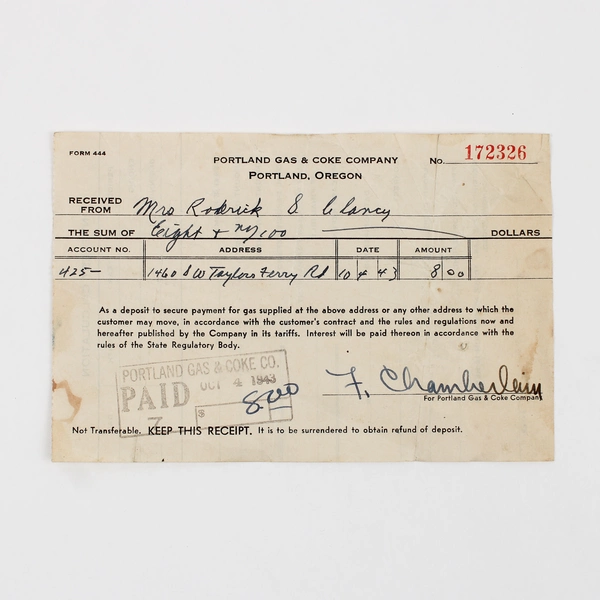 FORM 444
PORTLAND GAS & COKE COMPANY
No. 172326
PORTLAND, OREGON
RECEIVED FROM Mrs Roderick S. Clancy
THE SUM OF Eight + no/100 DOLLARS
ACCOUNT NO. ADDRESS DATE AMOUNT
425— 1460 SW Taylors Ferry Rd 10 4 43 8 00
As a deposit to secure payment for gas supplied at the above address or any other address to which the
customer may move, in accordance with the customer's contract and the rules and regulations now and
hereafter published by the Company in its tariffs. Interest will be paid thereon in accordance with the
rules of the State Regulatory Body.
PORTLAND GAS & COKE CO.
PAID OCT 4 1943
7 $ 8.00
F. Chamberlain
For Portland Gas & Coke Company
Not Transferable. KEEP THIS RECEIPT. It is to be surrendered to obtain refund of deposit.